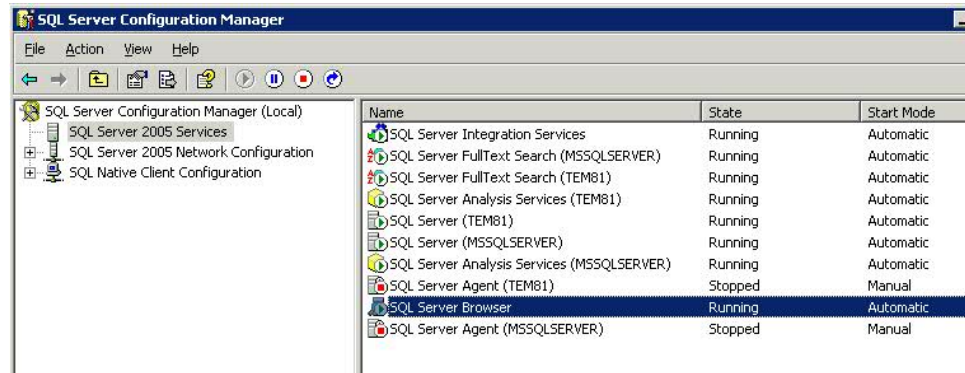 SQL Server Configuration Manager
File Action View Help
SQL Server Configuration Manager (Local)
SQL Server 2005 Services
SQL Server 2005 Network Configuration
SQL Native Client Configuration
Name State Start Mode
SQL Server Integration Services Running Automatic
SQL Server FullText Search (MSSQLSERVER) Running Automatic
SQL Server FullText Search (TEM81) Running Automatic
SQL Server Analysis Services (TEM81) Running Automatic
SQL Server (TEM81) Running Automatic
SQL Server (MSSQLSERVER) Running Automatic
SQL Server Analysis Services (MSSQLSERVER) Running Automatic
SQL Server Agent (TEM81) Stopped Manual
SQL Server Browser Running Automatic
SQL Server Agent (MSSQLSERVER) Stopped Manual